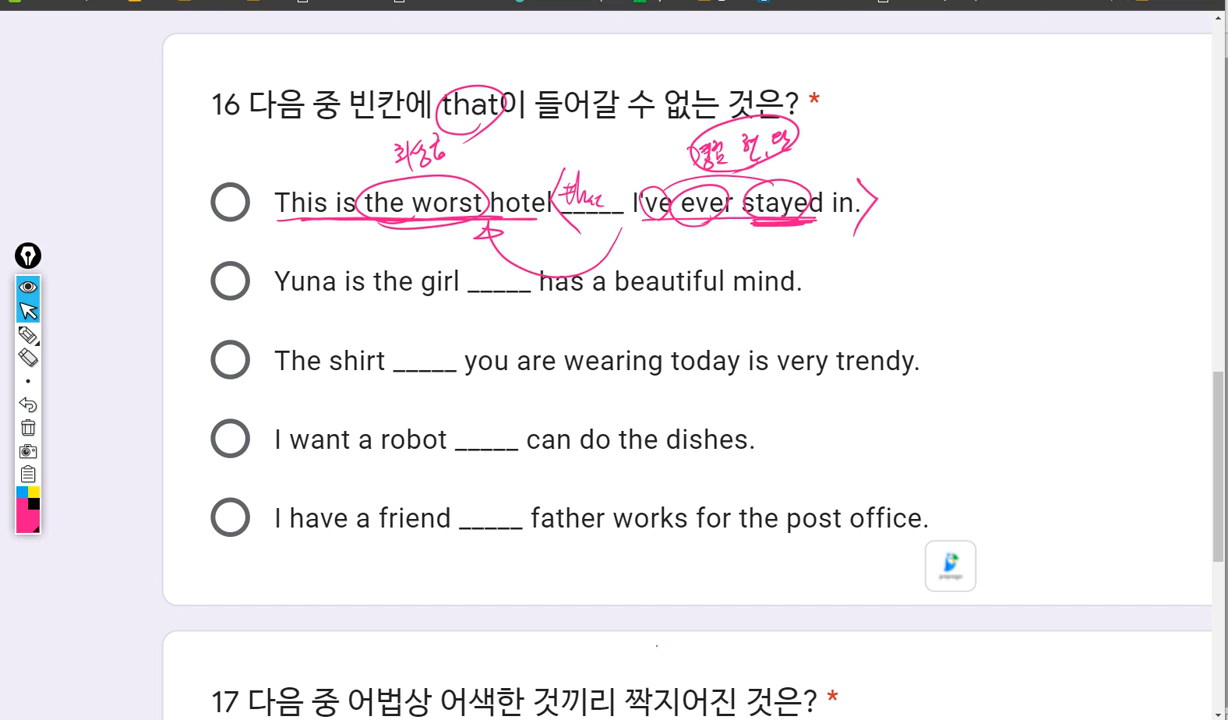 16 다음 중 빈칸에 that이 들어갈 수 없는 것은? *
최상급
경험
This is the worst hotel _____ I've ever stayed in.
that
Yuna is the girl _____ has a beautiful mind.
The shirt _____ you are wearing today is very trendy.
I want a robot _____ can do the dishes.
I have a friend _____ father works for the post office.
17 다음 중 어법상 어색한 것끼리 짝지어진 것은? *